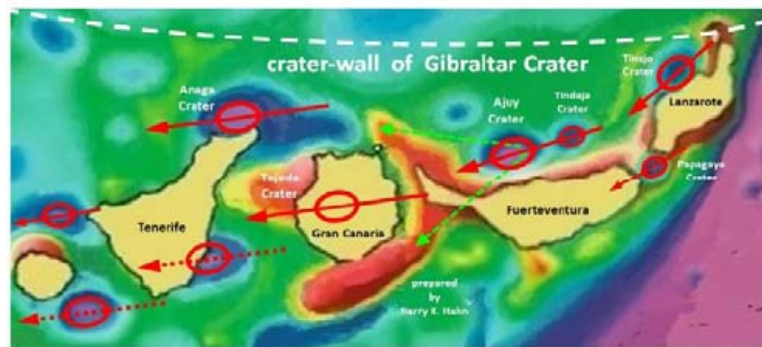 crater-wall of Gibraltar Crater
Anaga
Crater
Tinajo
Crater
Ajuy
Crater
Tindaja
Crater
Lanzarote
Tejeda
Crater
Papagayo
Crater
Tenerife
Gran Canaria
Fuerteventura
prepared
by
Harry K. Hahn